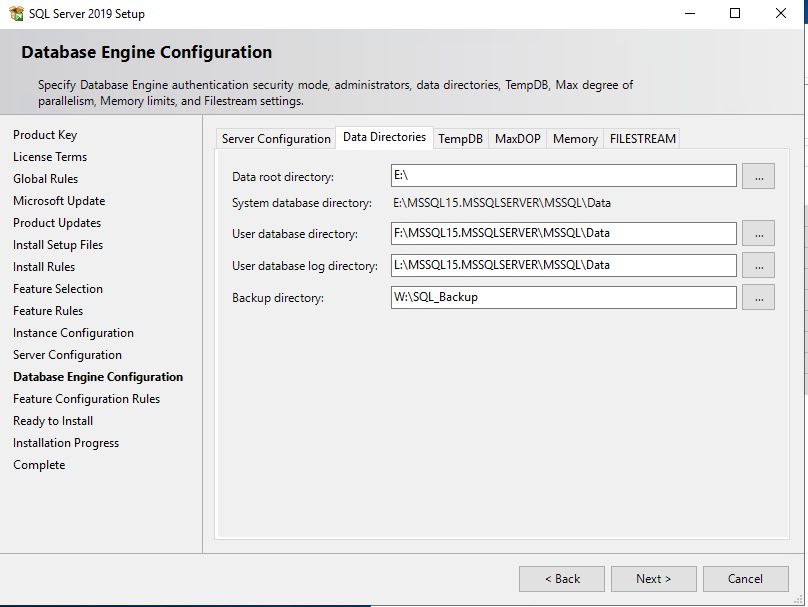 SQL Server 2019 Setup
Database Engine Configuration
Specify Database Engine authentication security mode, administrators, data directories, TempDB, Max degree of
parallelism, Memory limits, and Filestream settings.
Product Key
License Terms
Global Rules
Microsoft Update
Product Updates
Install Setup Files
Install Rules
Feature Selection
Feature Rules
Instance Configuration
Server Configuration
Database Engine Configuration
Feature Configuration Rules
Ready to Install
Installation Progress
Complete
Server Configuration Data Directories TempDB MaxDOP Memory FILESTREAM
Data root directory: E:\ ...
System database directory: E:\MSSQL15.MSSQLSERVER\MSSQL\Data
User database directory: F:\MSSQL15.MSSQLSERVER\MSSQL\Data ...
User database log directory: L:\MSSQL15.MSSQLSERVER\MSSQL\Data ...
Backup directory: W:\SQL_Backup ...
< Back Next > Cancel